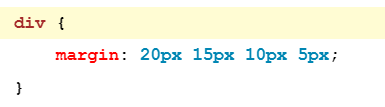 div {
    margin: 20px 15px 10px 5px;
}